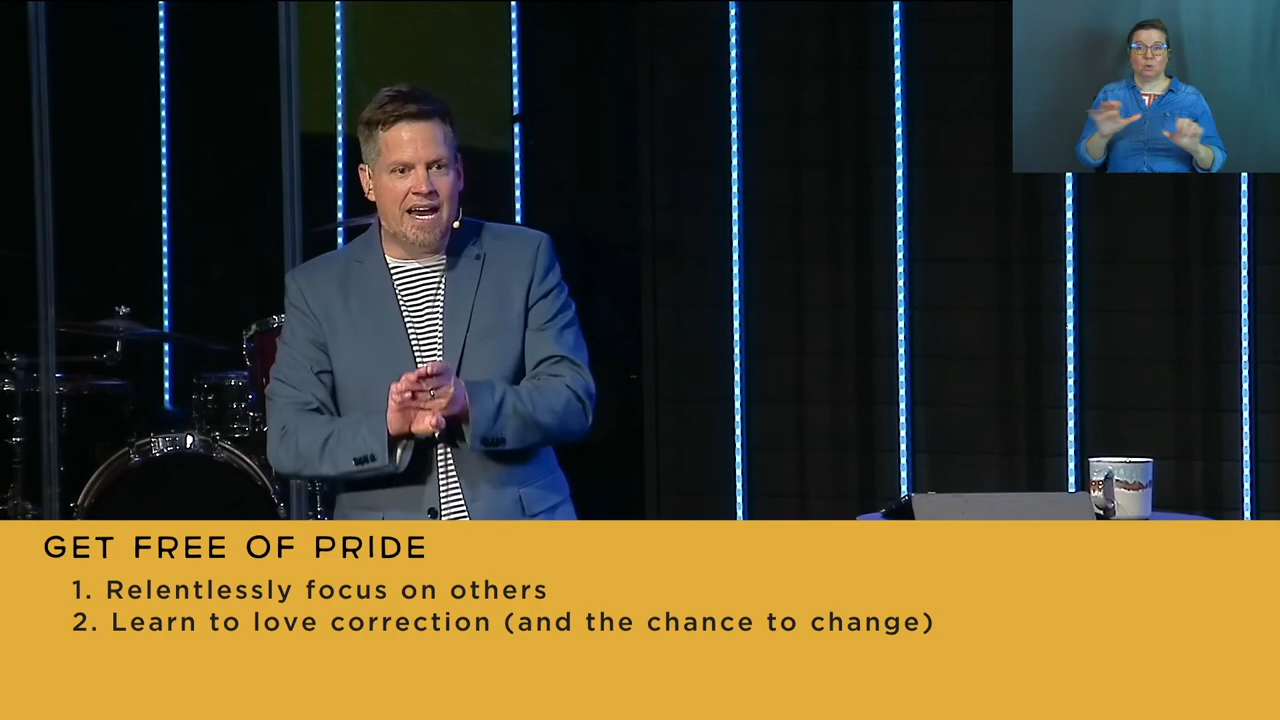 GET FREE OF PRIDE
1. Relentlessly focus on others
2. Learn to love correction (and the chance to change)